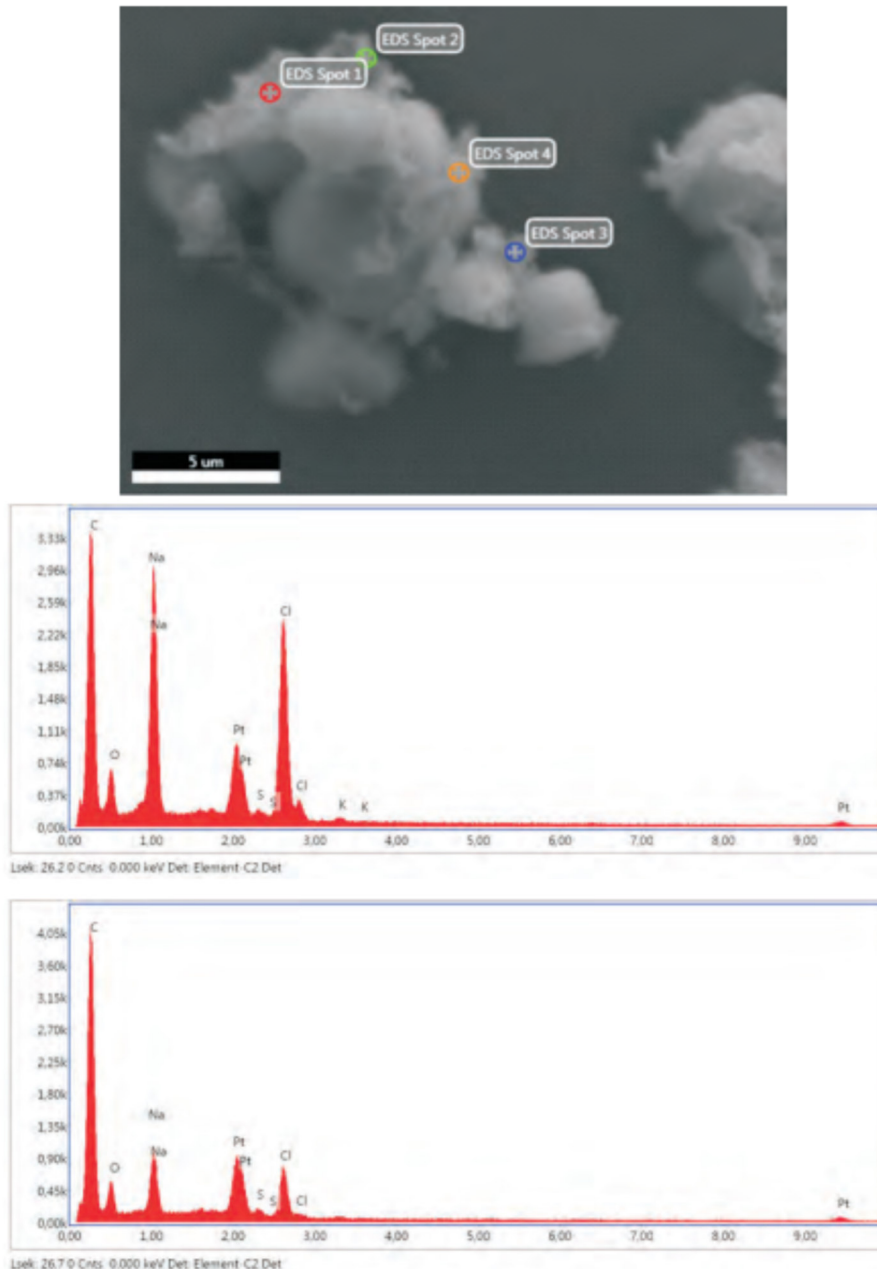 EDS Spot 2
EDS Spot 1
EDS Spot 4
EDS Spot 3
5 um
C
3,33k
Na
2,96k
2,59k
Cl
Na
2,22k
1,85k
1,48k
1,11k
Pt
O
Pt
0,74k
Cl
S
0,37k
S
K
K
Pt
0,00k
0,00 1,00 2,00 3,00 4,00 5,00 6,00 7,00 8,00 9,00
Lsek: 26.2 0 Cnts 0.000 keV Det: Element-C2 Det
C
4,05k
3,60k
3,15k
2,70k
2,25k
1,80k
Na
1,35k
Pt
Na
Cl
Pt
0,90k
O
S
0,45k
S
Cl
Pt
0,00k
0,00 1,00 2,00 3,00 4,00 5,00 6,00 7,00 8,00 9,00
Lsek: 26.7 0 Cnts 0.000 keV Det: Element-C2 Det